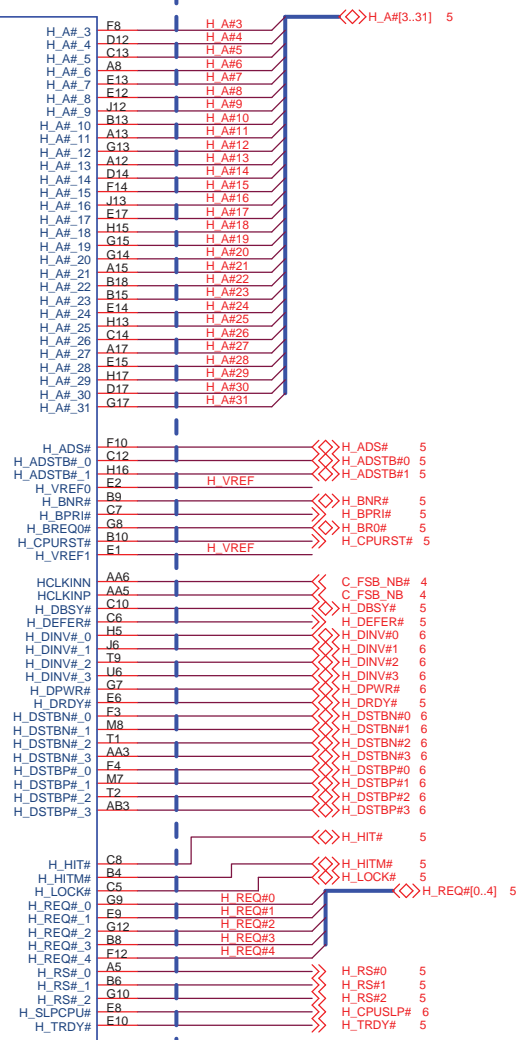 H_A#[3..31] 5
H_A#_3 F8 H_A#3
H_A#_4 D12 H_A#4
H_A#_5 C13 H_A#5
H_A#_6 A8 H_A#6
H_A#_7 E13 H_A#7
H_A#_8 E12 H_A#8
H_A#_9 J12 H_A#9
H_A#_10 B13 H_A#10
H_A#_11 A13 H_A#11
H_A#_12 G13 H_A#12
H_A#_13 A12 H_A#13
H_A#_14 D14 H_A#14
H_A#_15 F14 H_A#15
H_A#_16 J13 H_A#16
H_A#_17 E17 H_A#17
H_A#_18 H15 H_A#18
H_A#_19 G15 H_A#19
H_A#_20 G14 H_A#20
H_A#_21 A15 H_A#21
H_A#_22 B18 H_A#22
H_A#_23 B15 H_A#23
H_A#_24 E14 H_A#24
H_A#_25 H13 H_A#25
H_A#_26 C14 H_A#26
H_A#_27 A17 H_A#27
H_A#_28 E15 H_A#28
H_A#_29 H17 H_A#29
H_A#_30 D17 H_A#30
H_A#_31 G17 H_A#31
H_ADS# F10 H_ADS# 5
H_ADSTB#_0 C12 H_ADSTB#0 5
H_ADSTB#_1 H16 H_ADSTB#1 5
H_VREF0 E2 H_VREF
H_BNR# B9 H_BNR# 5
H_BPRI# C7 H_BPRI# 5
H_BREQ0# G8 H_BR0# 5
H_CPURST# B10 H_CPURST# 5
H_VREF1 E1 H_VREF
HCLKINN AA6 C_FSB_NB# 4
HCLKINP AA5 C_FSB_NB 4
H_DBSY# C10 H_DBSY# 5
H_DEFER# C6 H_DEFER# 5
H_DINV#_0 H5 H_DINV#0 6
H_DINV#_1 J6 H_DINV#1 6
H_DINV#_2 T9 H_DINV#2 6
H_DINV#_3 U6 H_DINV#3 6
H_DPWR# G7 H_DPWR# 6
H_DRDY# E6 H_DRDY# 5
H_DSTBN#_0 F3 H_DSTBN#0 6
H_DSTBN#_1 M8 H_DSTBN#1 6
H_DSTBN#_2 T1 H_DSTBN#2 6
H_DSTBN#_3 AA3 H_DSTBN#3 6
H_DSTBP#_0 F4 H_DSTBP#0 6
H_DSTBP#_1 M7 H_DSTBP#1 6
H_DSTBP#_2 T2 H_DSTBP#2 6
H_DSTBP#_3 AB3 H_DSTBP#3 6
H_HIT# C8 H_HIT# 5
H_HITM# B4 H_HITM# 5
H_LOCK# C5 H_LOCK# 5
H_REQ#[0..4] 5
H_REQ#_0 G9 H_REQ#0
H_REQ#_1 E9 H_REQ#1
H_REQ#_2 G12 H_REQ#2
H_REQ#_3 B8 H_REQ#3
H_REQ#_4 F12 H_REQ#4
H_RS#_0 A5 H_RS#0 5
H_RS#_1 B6 H_RS#1 5
H_RS#_2 G10 H_RS#2 5
H_SLPCPU# E8 H_CPUSLP# 6
H_TRDY# E10 H_TRDY# 5